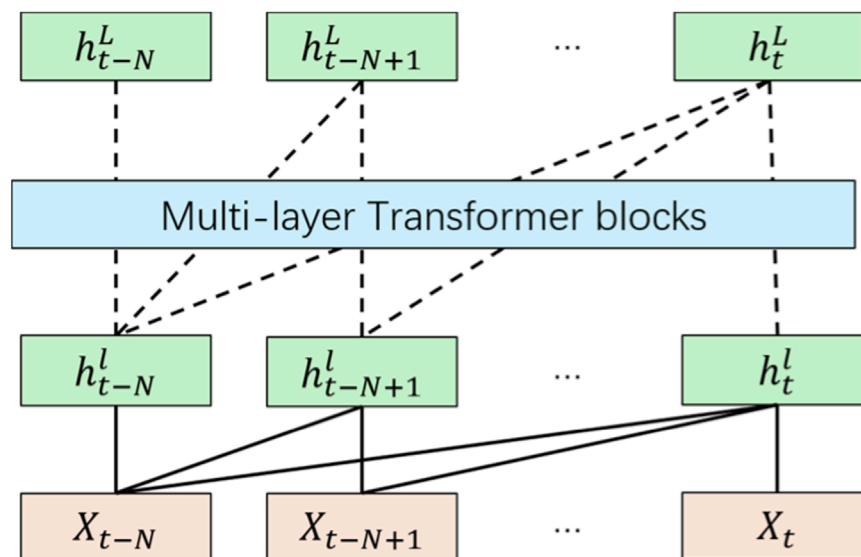 h^L_{t-N} h^L_{t-N+1} ... h^L_t
Multi-layer Transformer blocks
h^l_{t-N} h^l_{t-N+1} ... h^l_t
X_{t-N} X_{t-N+1} ... X_t